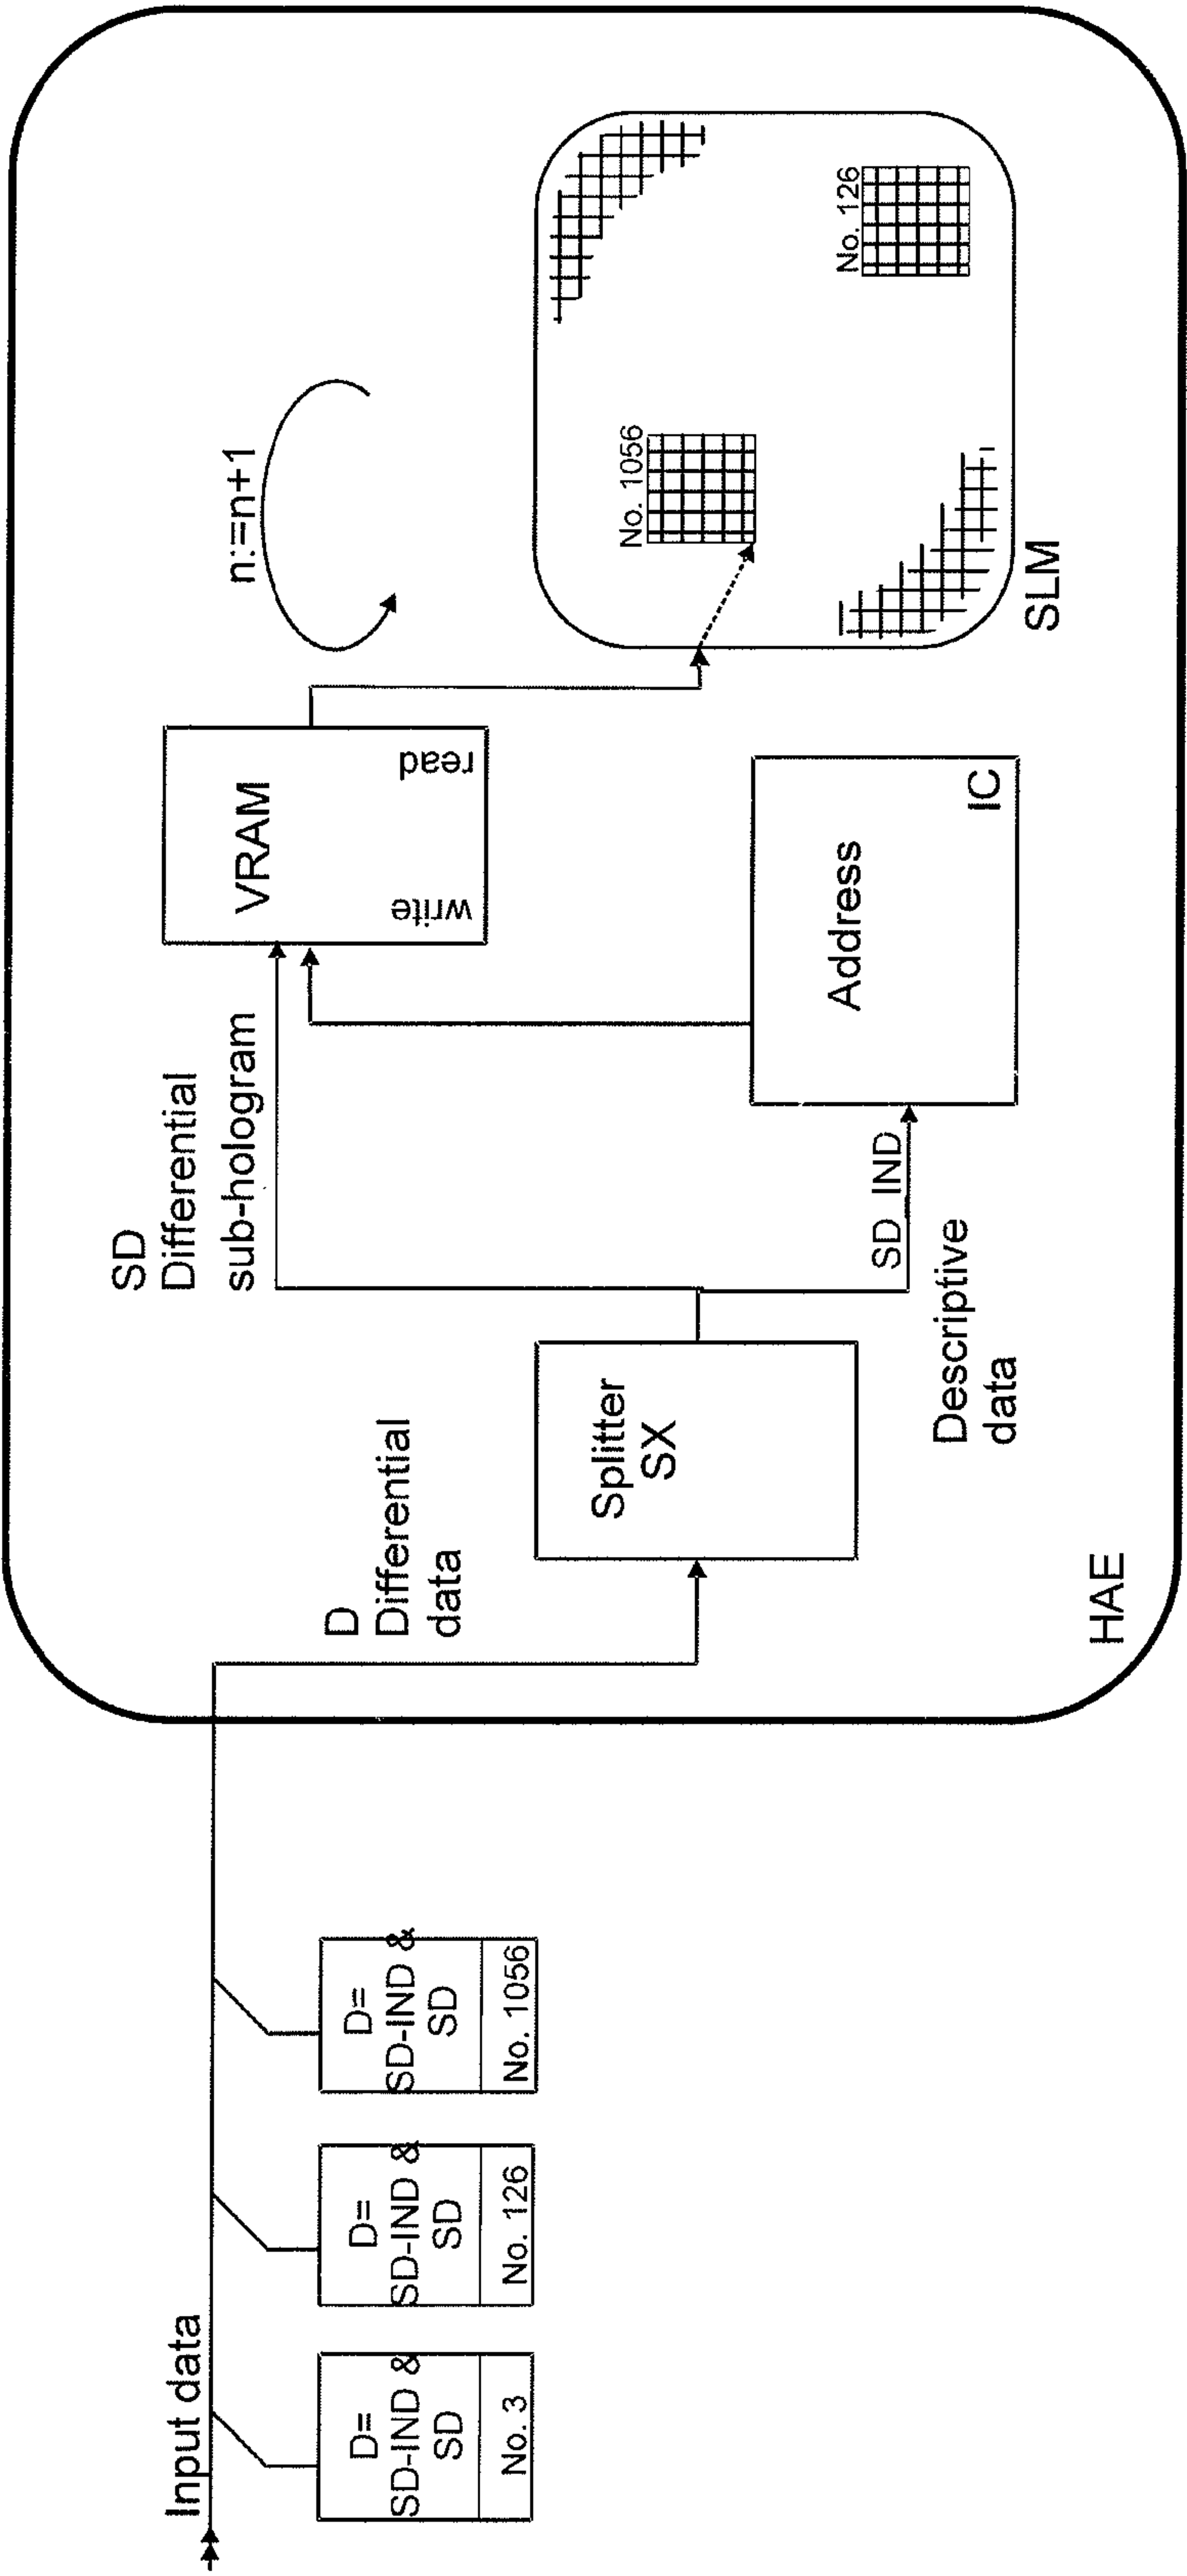 Input data
D=
SD-IND &
SD
No. 3
D=
SD-IND &
SD
No. 126
D=
SD-IND &
SD
No. 1056
D
Differential
data
HAE
Splitter
SX
SD
Differential
sub-hologram
SD IND
Descriptive
data
VRAM
write
read
Address
IC
n:=n+1
No. 1056
No. 126
SLM